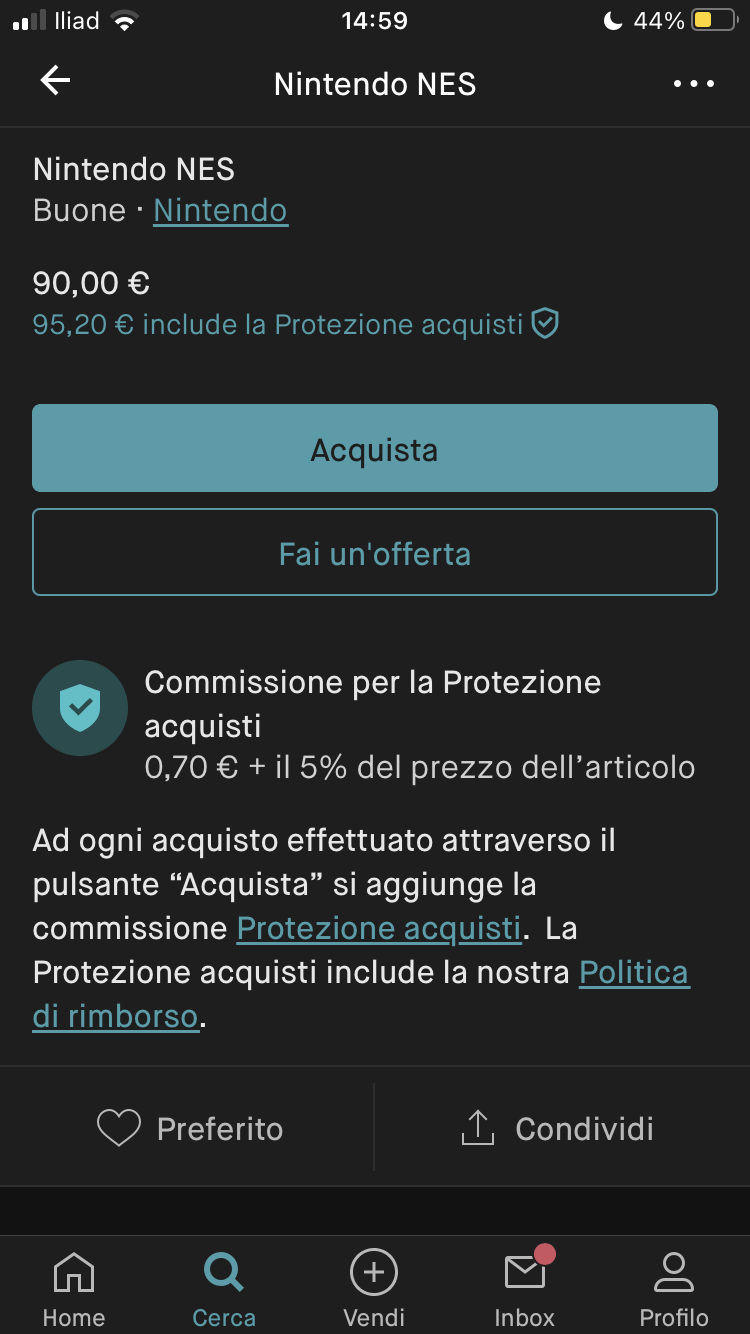 Iliad 14:59 44%
Nintendo NES
Nintendo NES
Buone · Nintendo
90,00 €
95,20 € include la Protezione acquisti
Acquista
Fai un'offerta
Commissione per la Protezione
acquisti
0,70 € + il 5% del prezzo dell’articolo
Ad ogni acquisto effettuato attraverso il
pulsante “Acquista” si aggiunge la
commissione Protezione acquisti. La
Protezione acquisti include la nostra Politica
di rimborso.
Preferito Condividi
Home Cerca Vendi Inbox Profilo